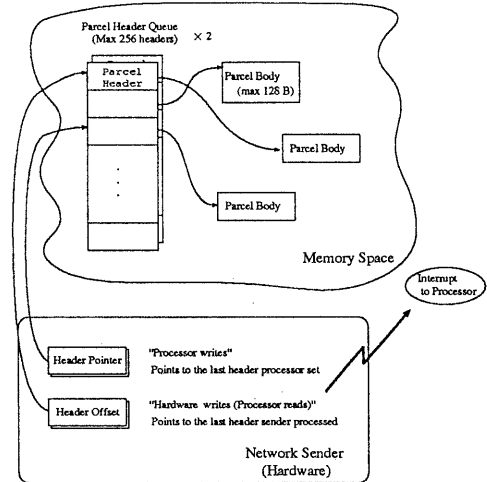 Parcel Header Queue
(Max 256 headers) × 2
Parcel
Header
Parcel Body
(max 128 B)
Parcel Body
Parcel Body
Memory Space
Interrupt
to Processor
Header Pointer
"Processor writes"
Points to the last header processor set
Header Offset
"Hardware writes (Processor reads)"
Points to the last header sender processed
Network Sender
(Hardware)